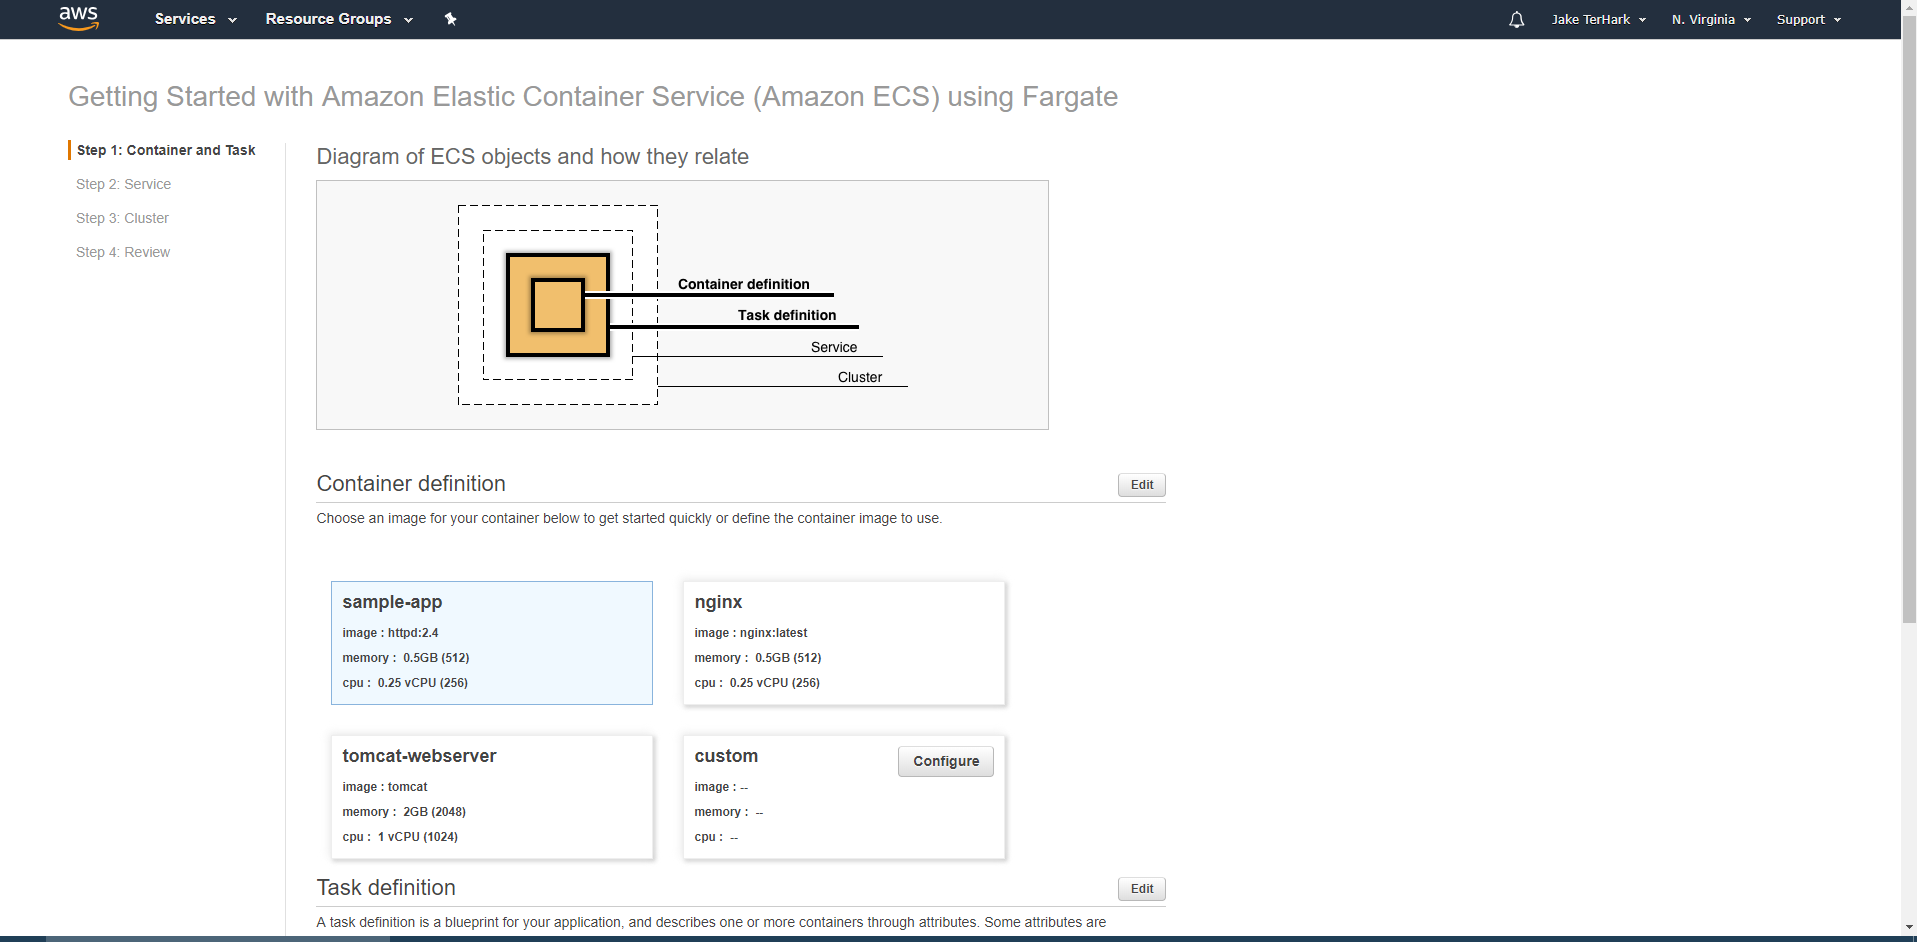 aws Services Resource Groups Jake TerHark N. Virginia Support
Getting Started with Amazon Elastic Container Service (Amazon ECS) using Fargate
Step 1: Container and Task
Step 2: Service
Step 3: Cluster
Step 4: Review
Diagram of ECS objects and how they relate
Container definition
Task definition
Service
Cluster
Container definition Edit
Choose an image for your container below to get started quickly or define the container image to use.
sample-app
image : httpd:2.4
memory : 0.5GB (512)
cpu : 0.25 vCPU (256)
nginx
image : nginx:latest
memory : 0.5GB (512)
cpu : 0.25 vCPU (256)
tomcat-webserver
image : tomcat
memory : 2GB (2048)
cpu : 1 vCPU (1024)
custom Configure
image : --
memory : --
cpu : --
Task definition Edit
A task definition is a blueprint for your application, and describes one or more containers through attributes. Some attributes are